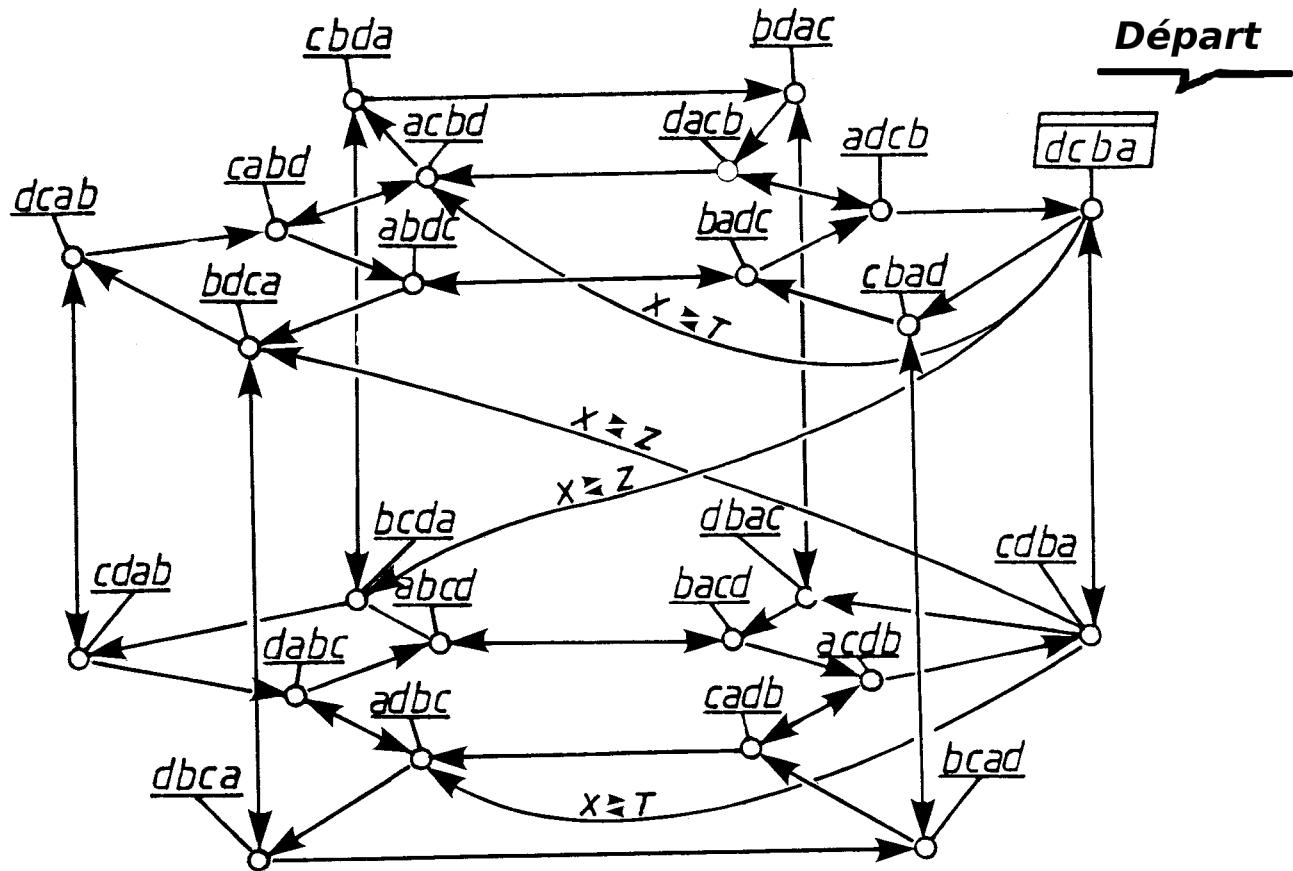 Départ
cbda
bdac
acbd
dacb
adcb
dcba
cabd
dcab
abdc
badc
bdca
cbad
X ⇄ T
X ⇄ Z
X ⇄ Z
bcda
dbac
cdba
cdab
abcd
bacd
acdb
dabc
adbc
cadb
dbca
bcad
X ⇄ T